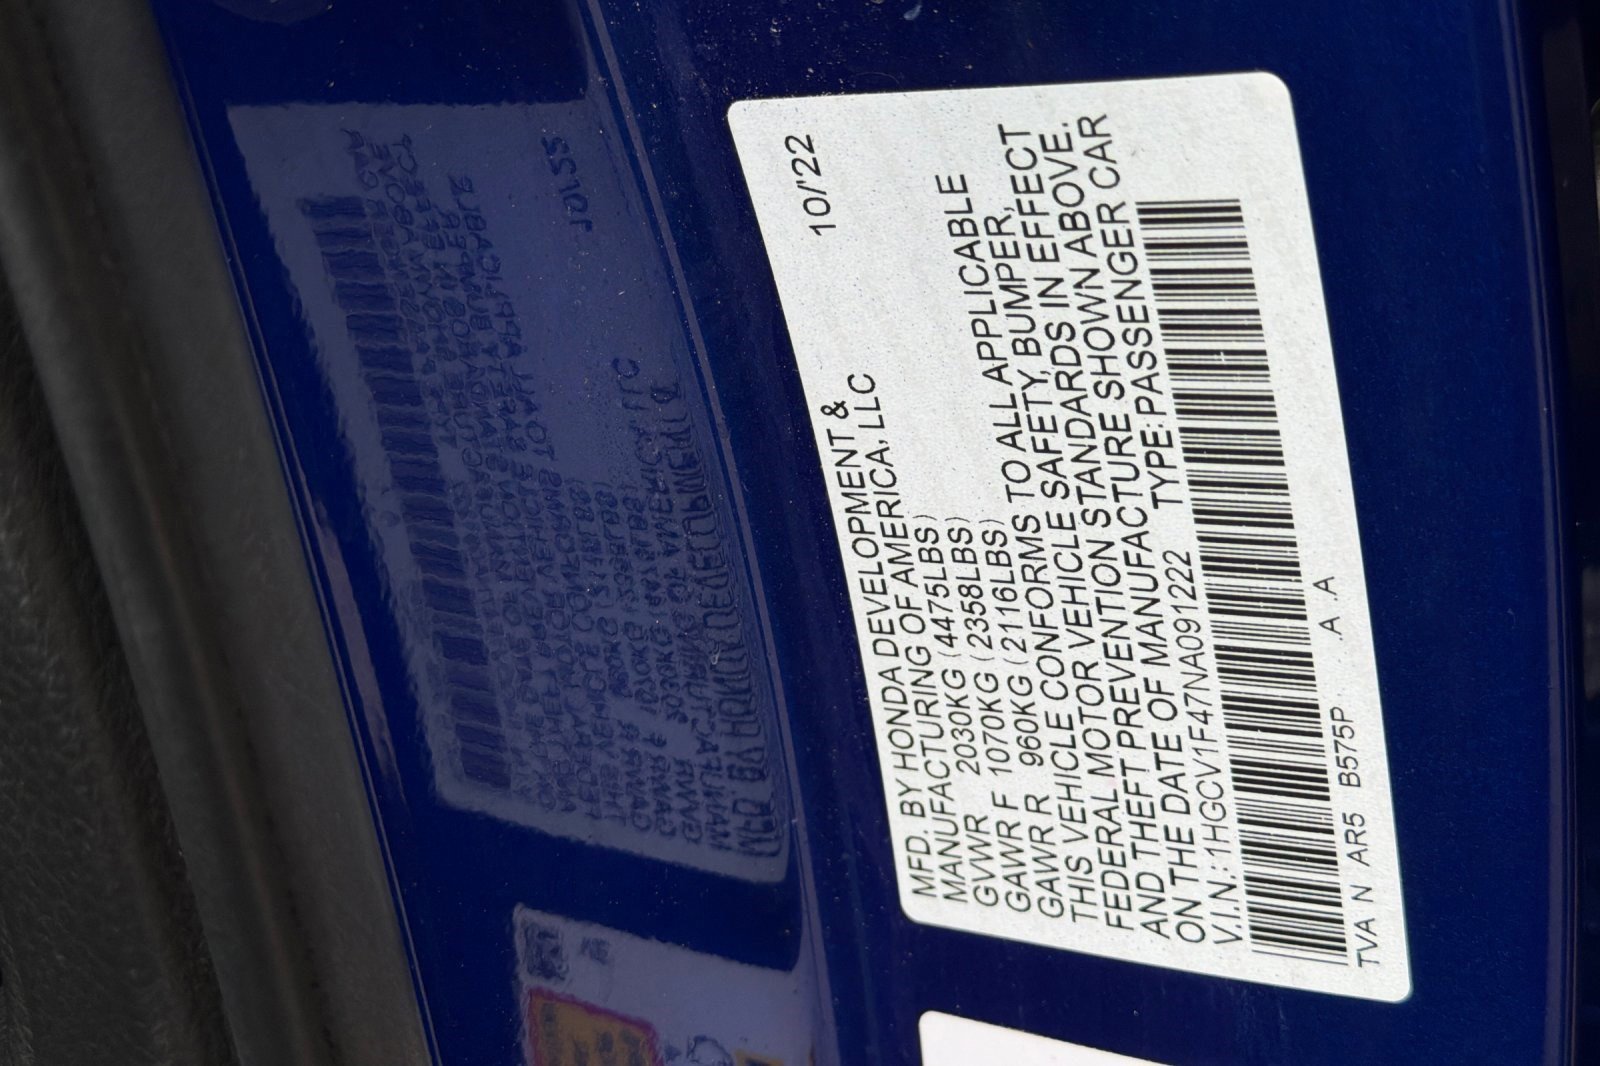 MFD. BY HONDA DEVELOPMENT & 10/'22
MANUFACTURING OF AMERICA, LLC
GVWR 2030KG (4475LBS)
GAWR F 1070KG (2358LBS)
GAWR R 960KG (2116LBS)
THIS VEHICLE CONFORMS TO ALL APPLICABLE
FEDERAL MOTOR VEHICLE SAFETY, BUMPER,
AND THEFT PREVENTION STANDARDS IN EFFECT
ON THE DATE OF MANUFACTURE SHOWN ABOVE.
V.I.N.:1HGCV1F47NA091222 TYPE:PASSENGER CAR
TVA N AR5 B575P .A .A